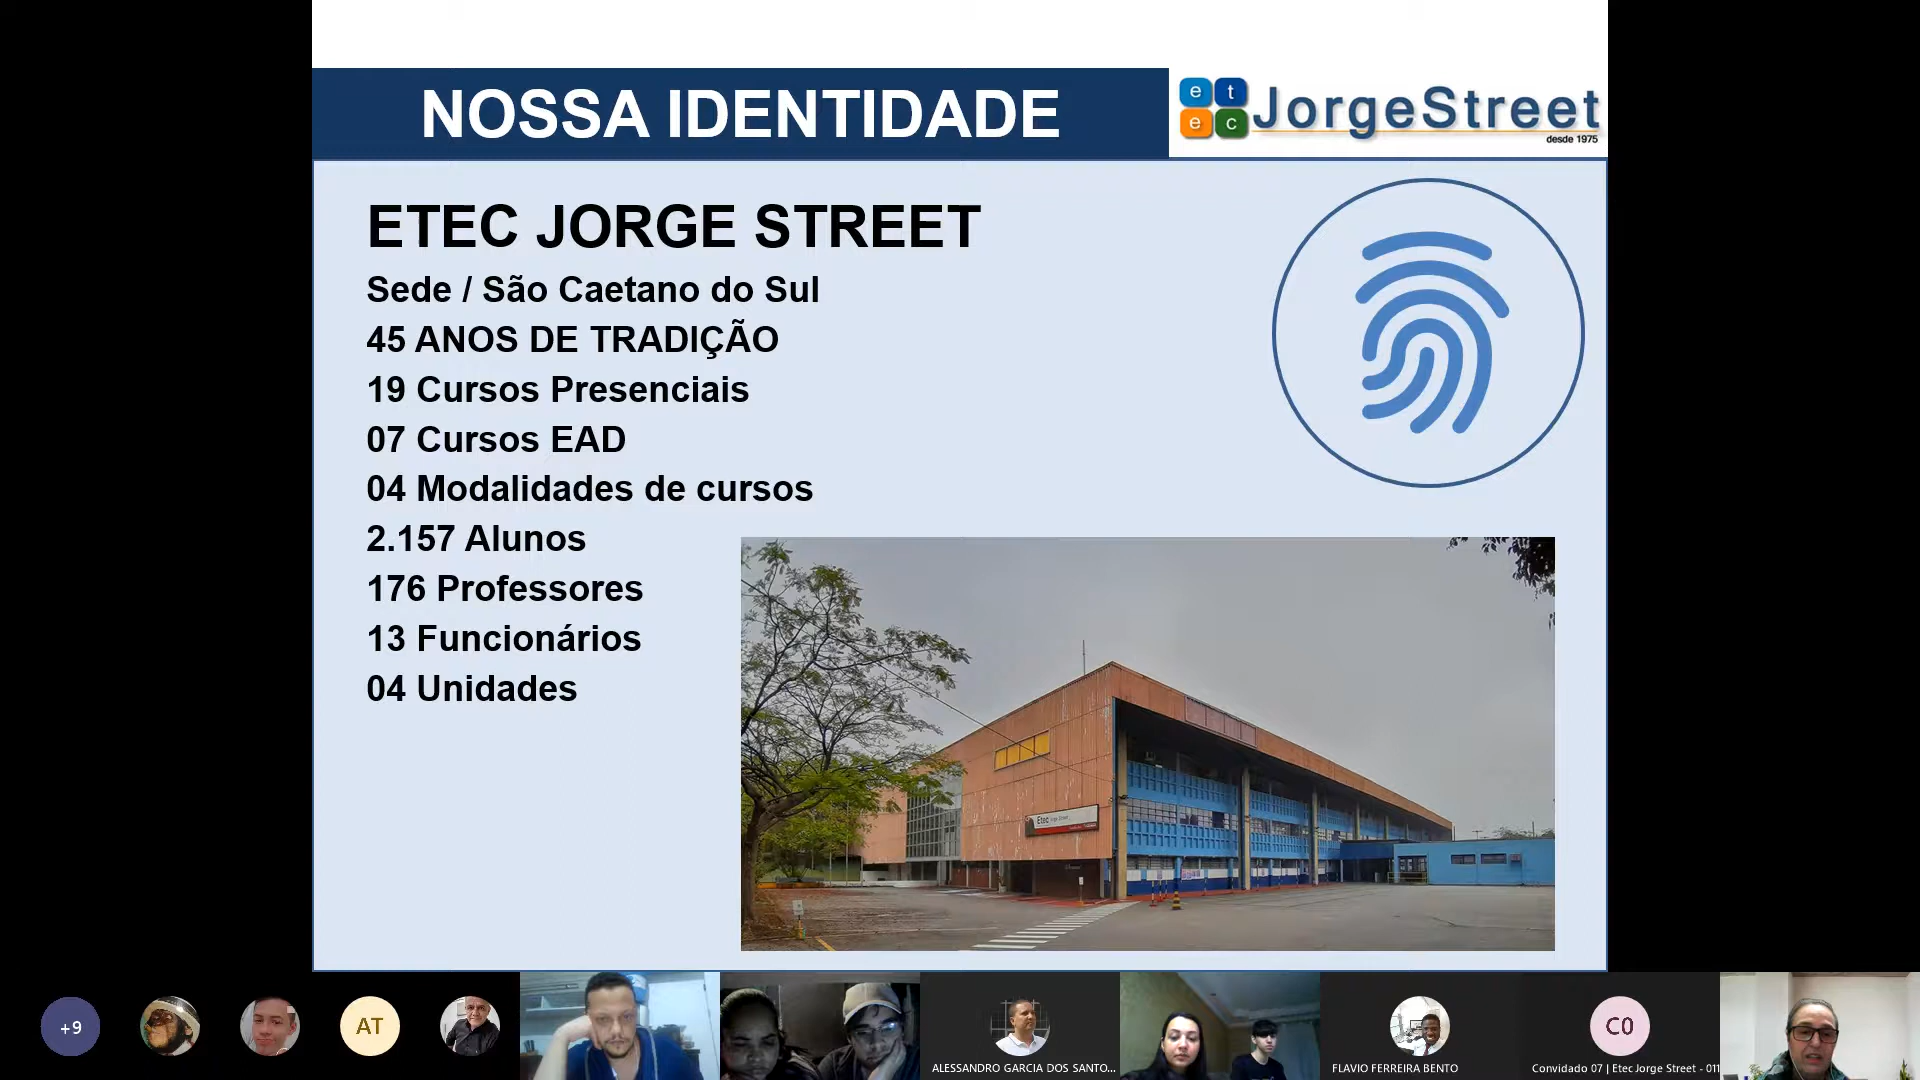 NOSSA IDENTIDADE
e t e c JorgeStreet
desde 1975
ETEC JORGE STREET
Sede / São Caetano do Sul
45 ANOS DE TRADIÇÃO
19 Cursos Presenciais
07 Cursos EAD
04 Modalidades de cursos
2.157 Alunos
176 Professores
13 Funcionários
04 Unidades
Etec Jorge Street
+9
AT
ALESSANDRO GARCIA DOS SANTO...
FLAVIO FERREIRA BENTO
C0
Convidado 07 | Etec Jorge Street - 011